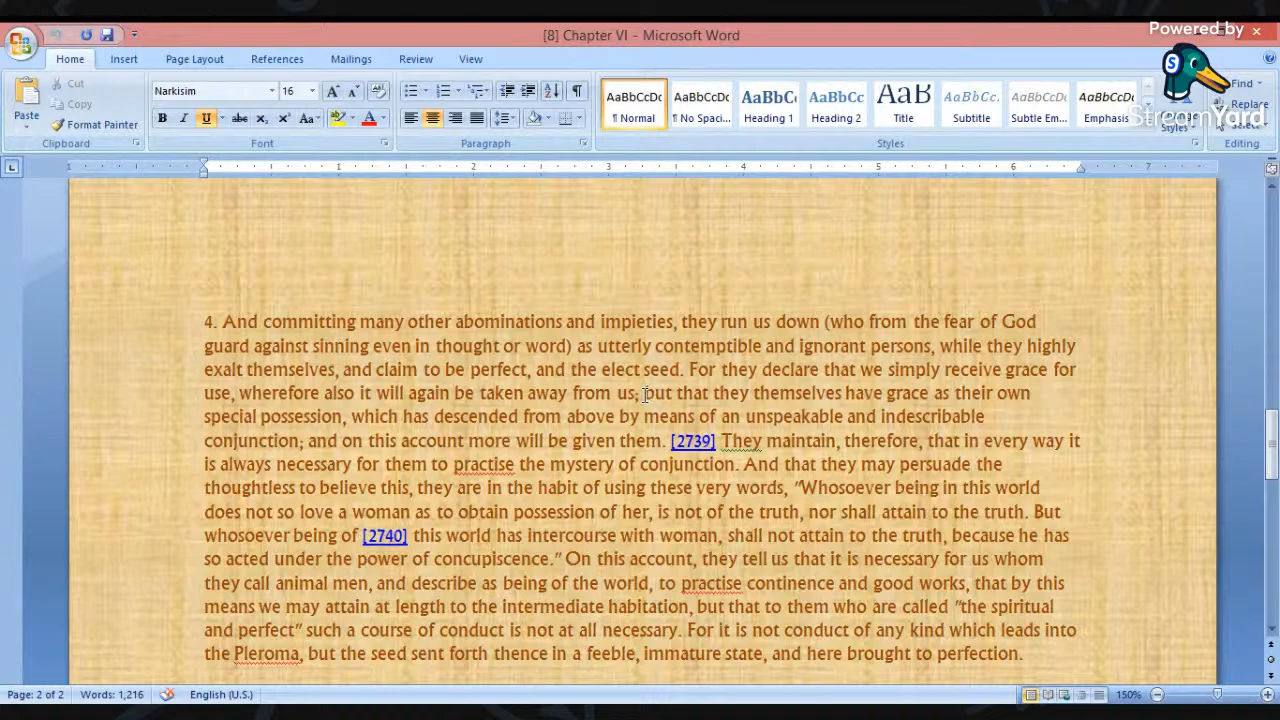 Powered by
[8] Chapter VI - Microsoft Word
Home Insert Page Layout References Mailings Review View
Cut
Copy
Paste
Format Painter
Clipboard
Markisim 16
Font
Paragraph
AaBbCcDc AaBbCcDc AaBbCc AaBbCc AaB AaBbCc. AaBbCcDc AaBbCcDc
¶ Normal ¶ No Spaci... Heading 1 Heading 2 Title Subtitle Subtle Em... Emphasis
Styles
Find
Replace
Styles
Editing
StreamYard
1 1 2 3 4 5 6 7
4. And committing many other abominations and impieties, they run us down (who from the fear of God
guard against sinning even in thought or word) as utterly contemptible and ignorant persons, while they highly
exalt themselves, and claim to be perfect, and the elect seed. For they declare that we simply receive grace for
use, wherefore also it will again be taken away from us; but that they themselves have grace as their own
special possession, which has descended from above by means of an unspeakable and indescribable
conjunction; and on this account more will be given them. [2739] They maintain, therefore, that in every way it
is always necessary for them to practise the mystery of conjunction. And that they may persuade the
thoughtless to believe this, they are in the habit of using these very words, "Whosoever being in this world
does not so love a woman as to obtain possession of her, is not of the truth, nor shall attain to the truth. But
whosoever being of [2740] this world has intercourse with woman, shall not attain to the truth, because he has
so acted under the power of concupiscence." On this account, they tell us that it is necessary for us whom
they call animal men, and describe as being of the world, to practise continence and good works, that by this
means we may attain at length to the intermediate habitation, but that to them who are called "the spiritual
and perfect" such a course of conduct is not at all necessary. For it is not conduct of any kind which leads into
the Pleroma, but the seed sent forth thence in a feeble, immature state, and here brought to perfection.
Page: 2 of 2 Words: 1,216 English (U.S.) 150%